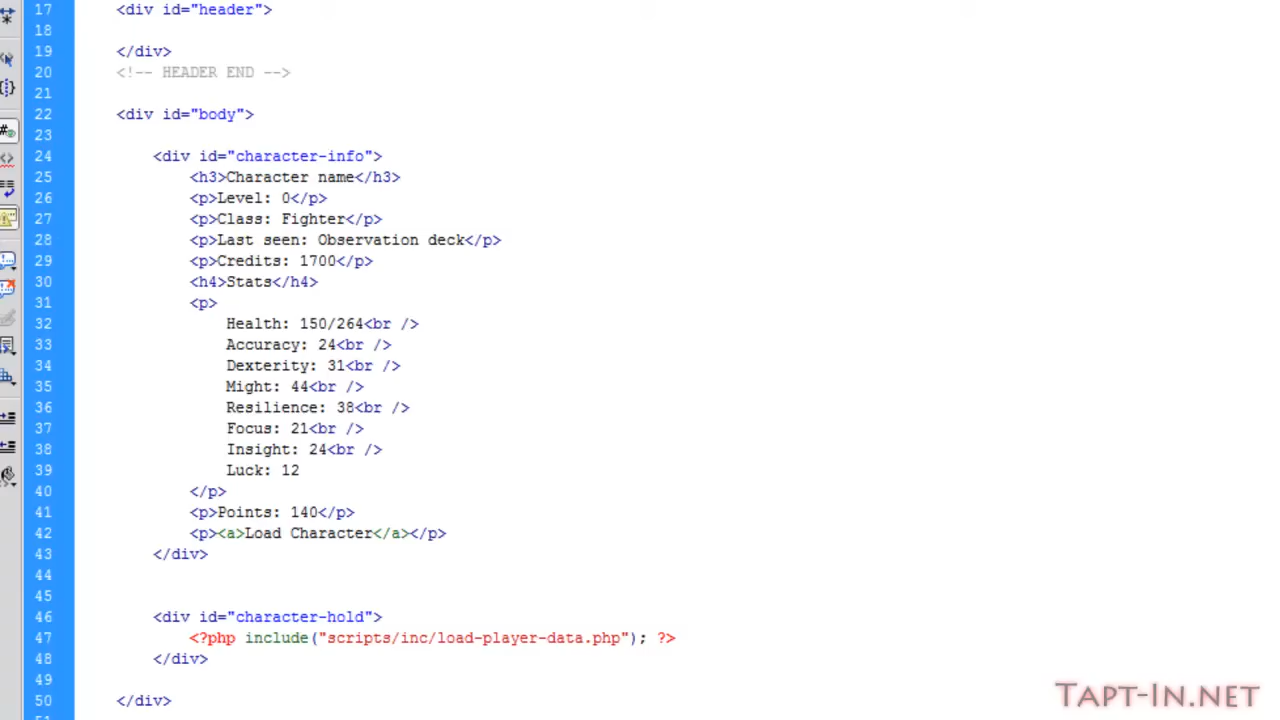 17 <div id="header">
18
19 </div>
20 <!-- HEADER END -->
21
22 <div id="body">
23
24 <div id="character-info">
25 <h3>Character name</h3>
26 <p>Level: 0</p>
27 <p>Class: Fighter</p>
28 <p>Last seen: Observation deck</p>
29 <p>Credits: 1700</p>
30 <h4>Stats</h4>
31 <p>
32 Health: 150/264<br />
33 Accuracy: 24<br />
34 Dexterity: 31<br />
35 Might: 44<br />
36 Resilience: 38<br />
37 Focus: 21<br />
38 Insight: 24<br />
39 Luck: 12
40 </p>
41 <p>Points: 140</p>
42 <p><a>Load Character</a></p>
43 </div>
44
45
46 <div id="character-hold">
47 <?php include("scripts/inc/load-player-data.php"); ?>
48 </div>
49
50 </div>
Tapt-In.net